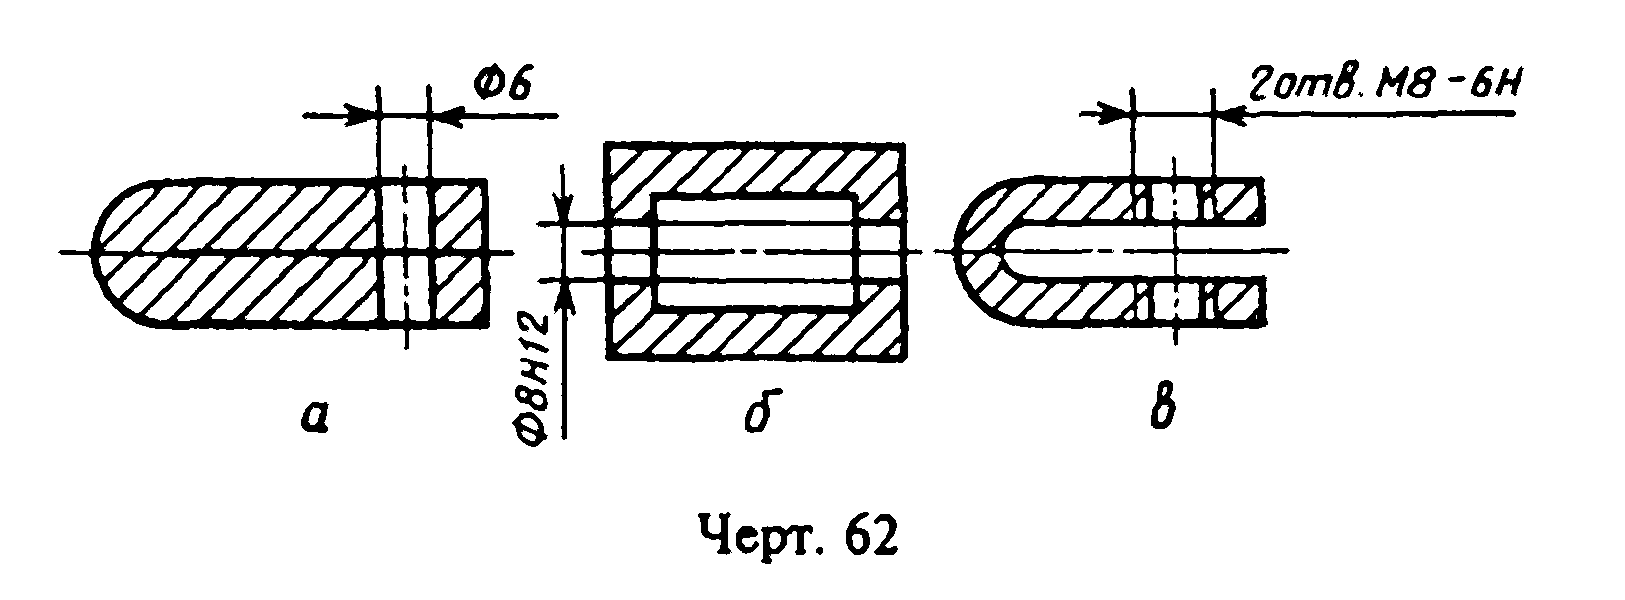 Ф6
2отв. М8-6Н
Ф8Н12
а
б
в
Черт. 62